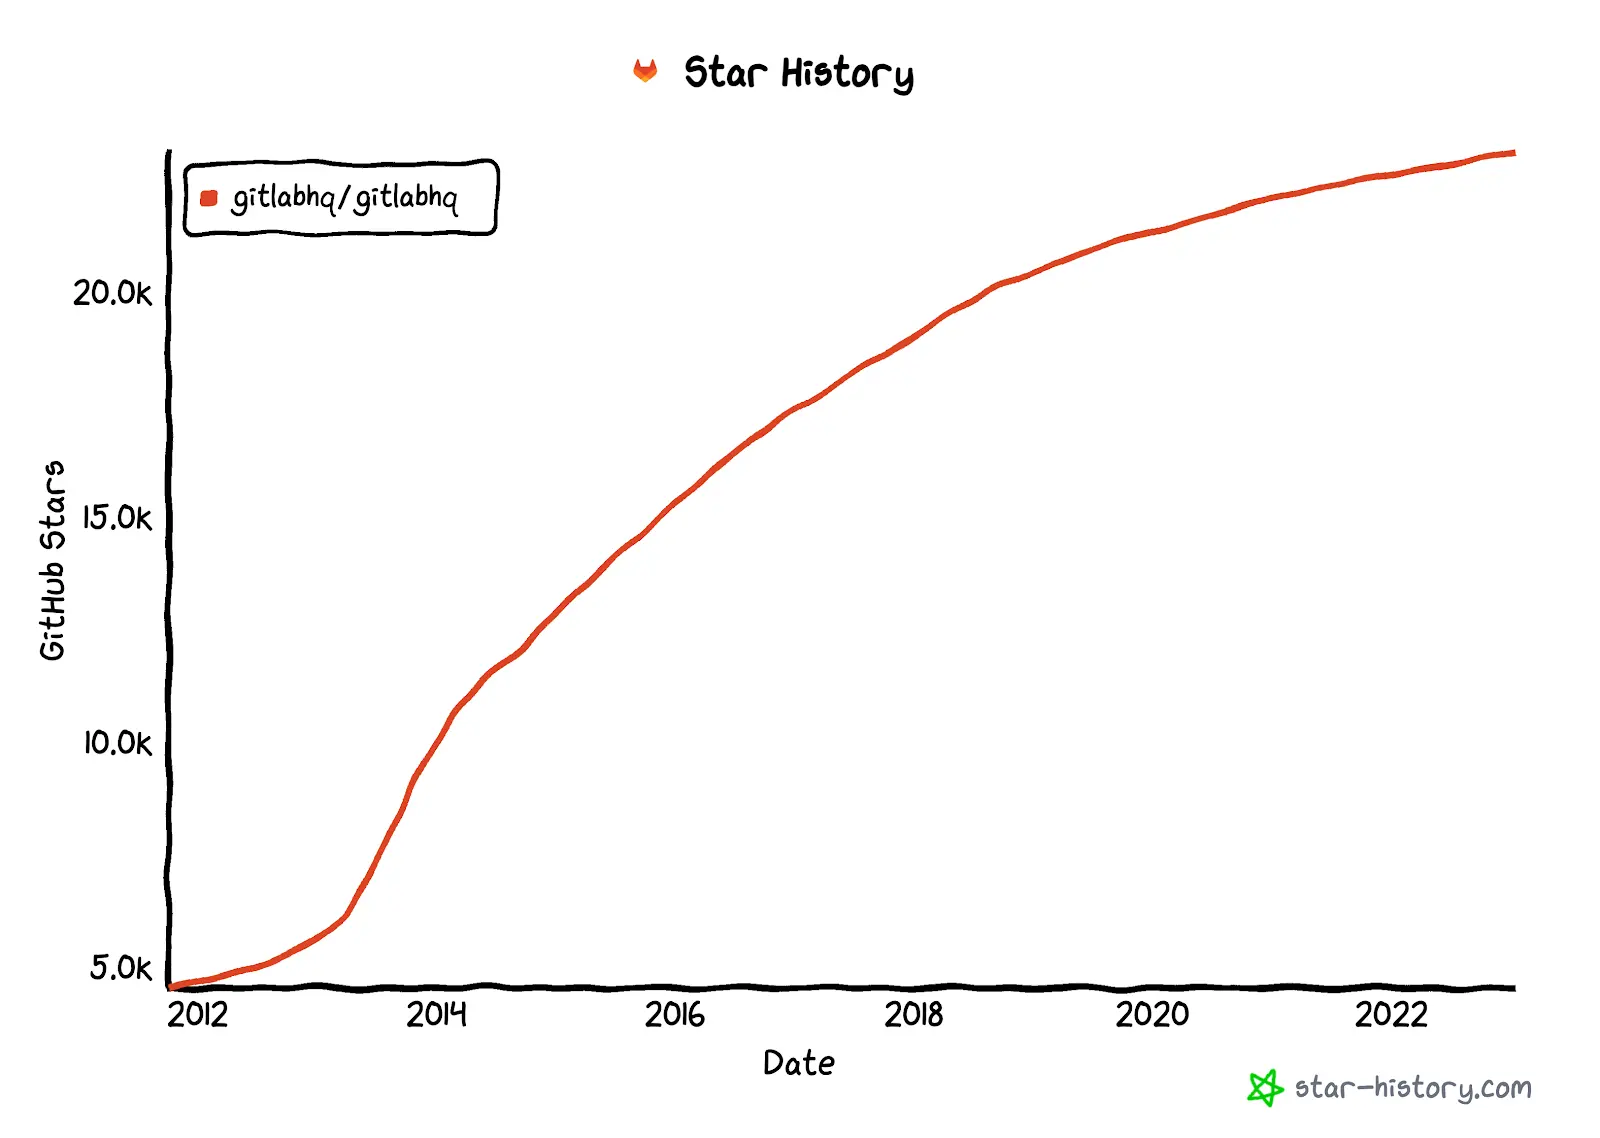 Star History
gitlabhq/gitlabhq
20.0k
15.0k
10.0k
5.0k
GitHub Stars
2012 2014 2016 2018 2020 2022
Date
star-history.com